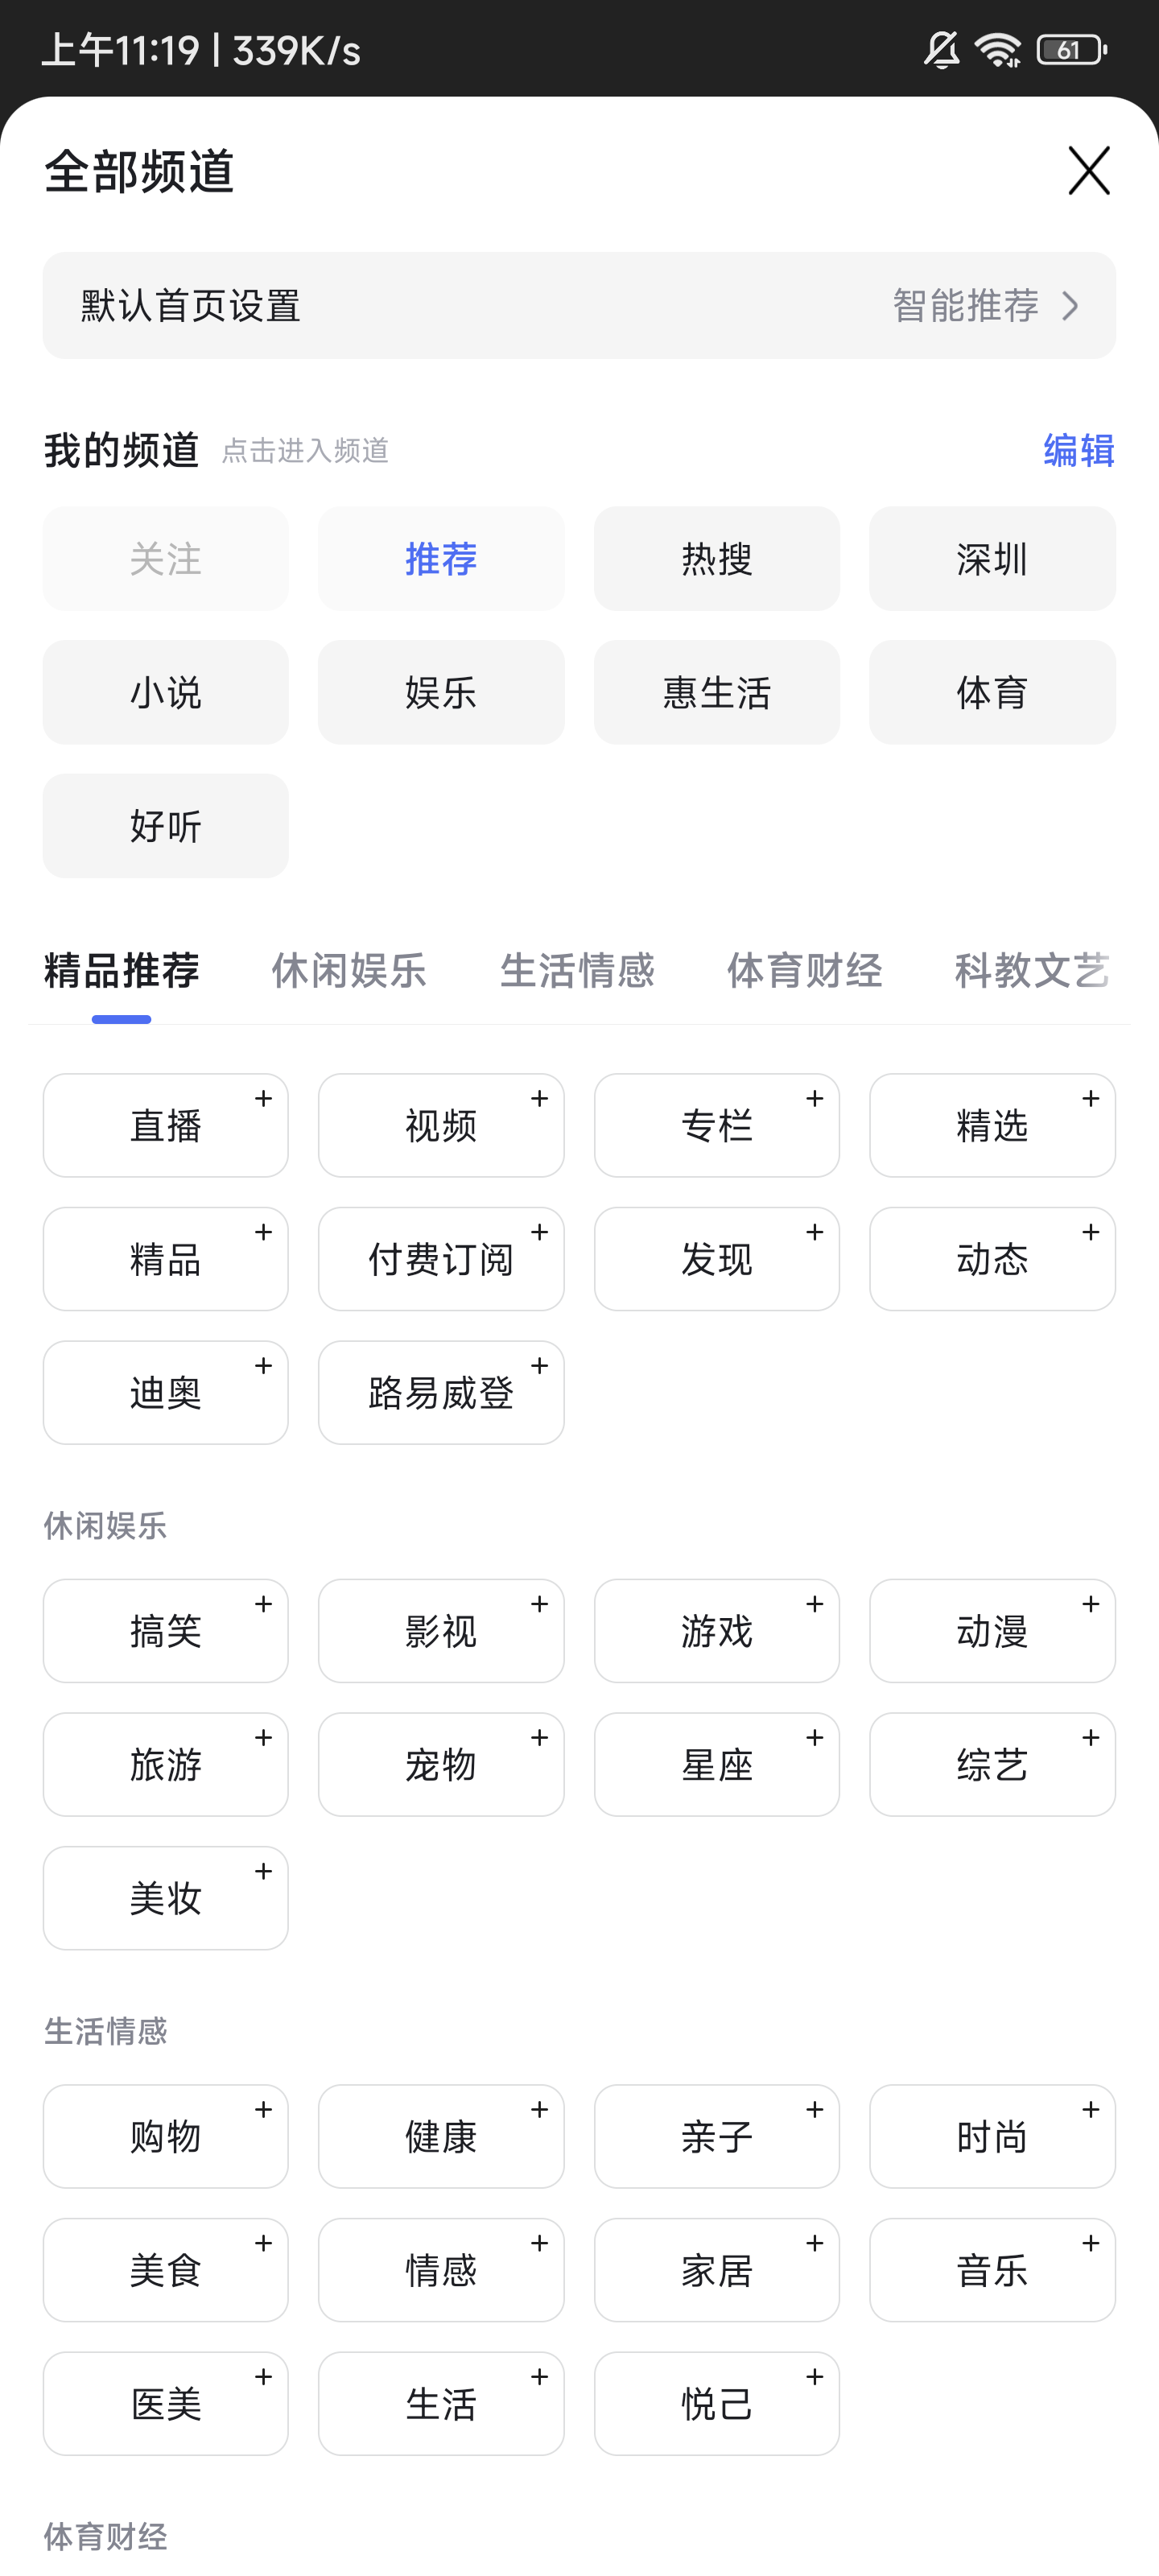 上午11:19 | 339K/s
61
全部频道
默认首页设置 智能推荐
我的频道 点击进入频道 编辑
关注 推荐 热搜 深圳
小说 娱乐 惠生活 体育
好听
精品推荐 休闲娱乐 生活情感 体育财经 科教文艺
直播 视频 专栏 精选
精品 付费订阅 发现 动态
迪奥 路易威登
休闲娱乐
搞笑 影视 游戏 动漫
旅游 宠物 星座 综艺
美妆
生活情感
购物 健康 亲子 时尚
美食 情感 家居 音乐
医美 生活 悦己
体育财经